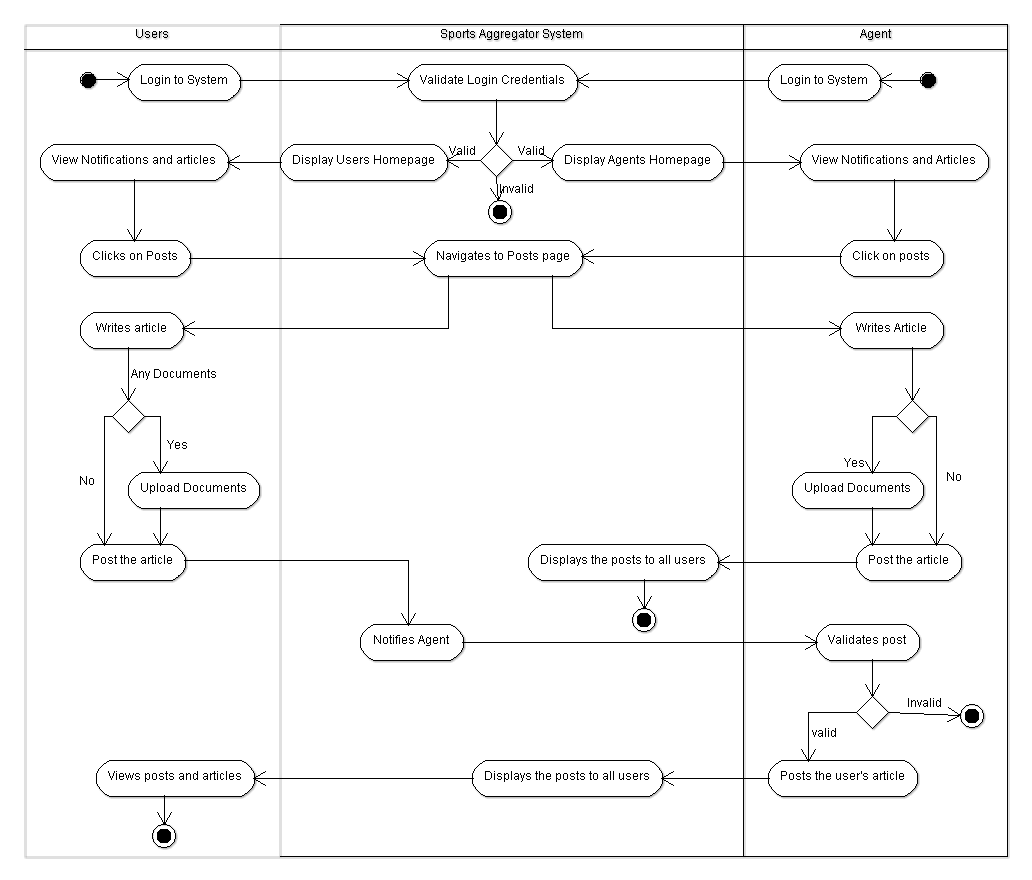 Users
Sports Aggregator System
Agent
Login to System
Validate Login Credentials
Login to System
View Notifications and articles
Display Users Homepage
Valid
Valid
Display Agents Homepage
View Notifications and Articles
Invalid
Clicks on Posts
Navigates to Posts page
Click on posts
Writes article
Writes Article
Any Documents
Yes
No
Yes
No
Upload Documents
Upload Documents
Post the article
Displays the posts to all users
Post the article
Notifies Agent
Validates post
Invalid
valid
Views posts and articles
Displays the posts to all users
Posts the user's article